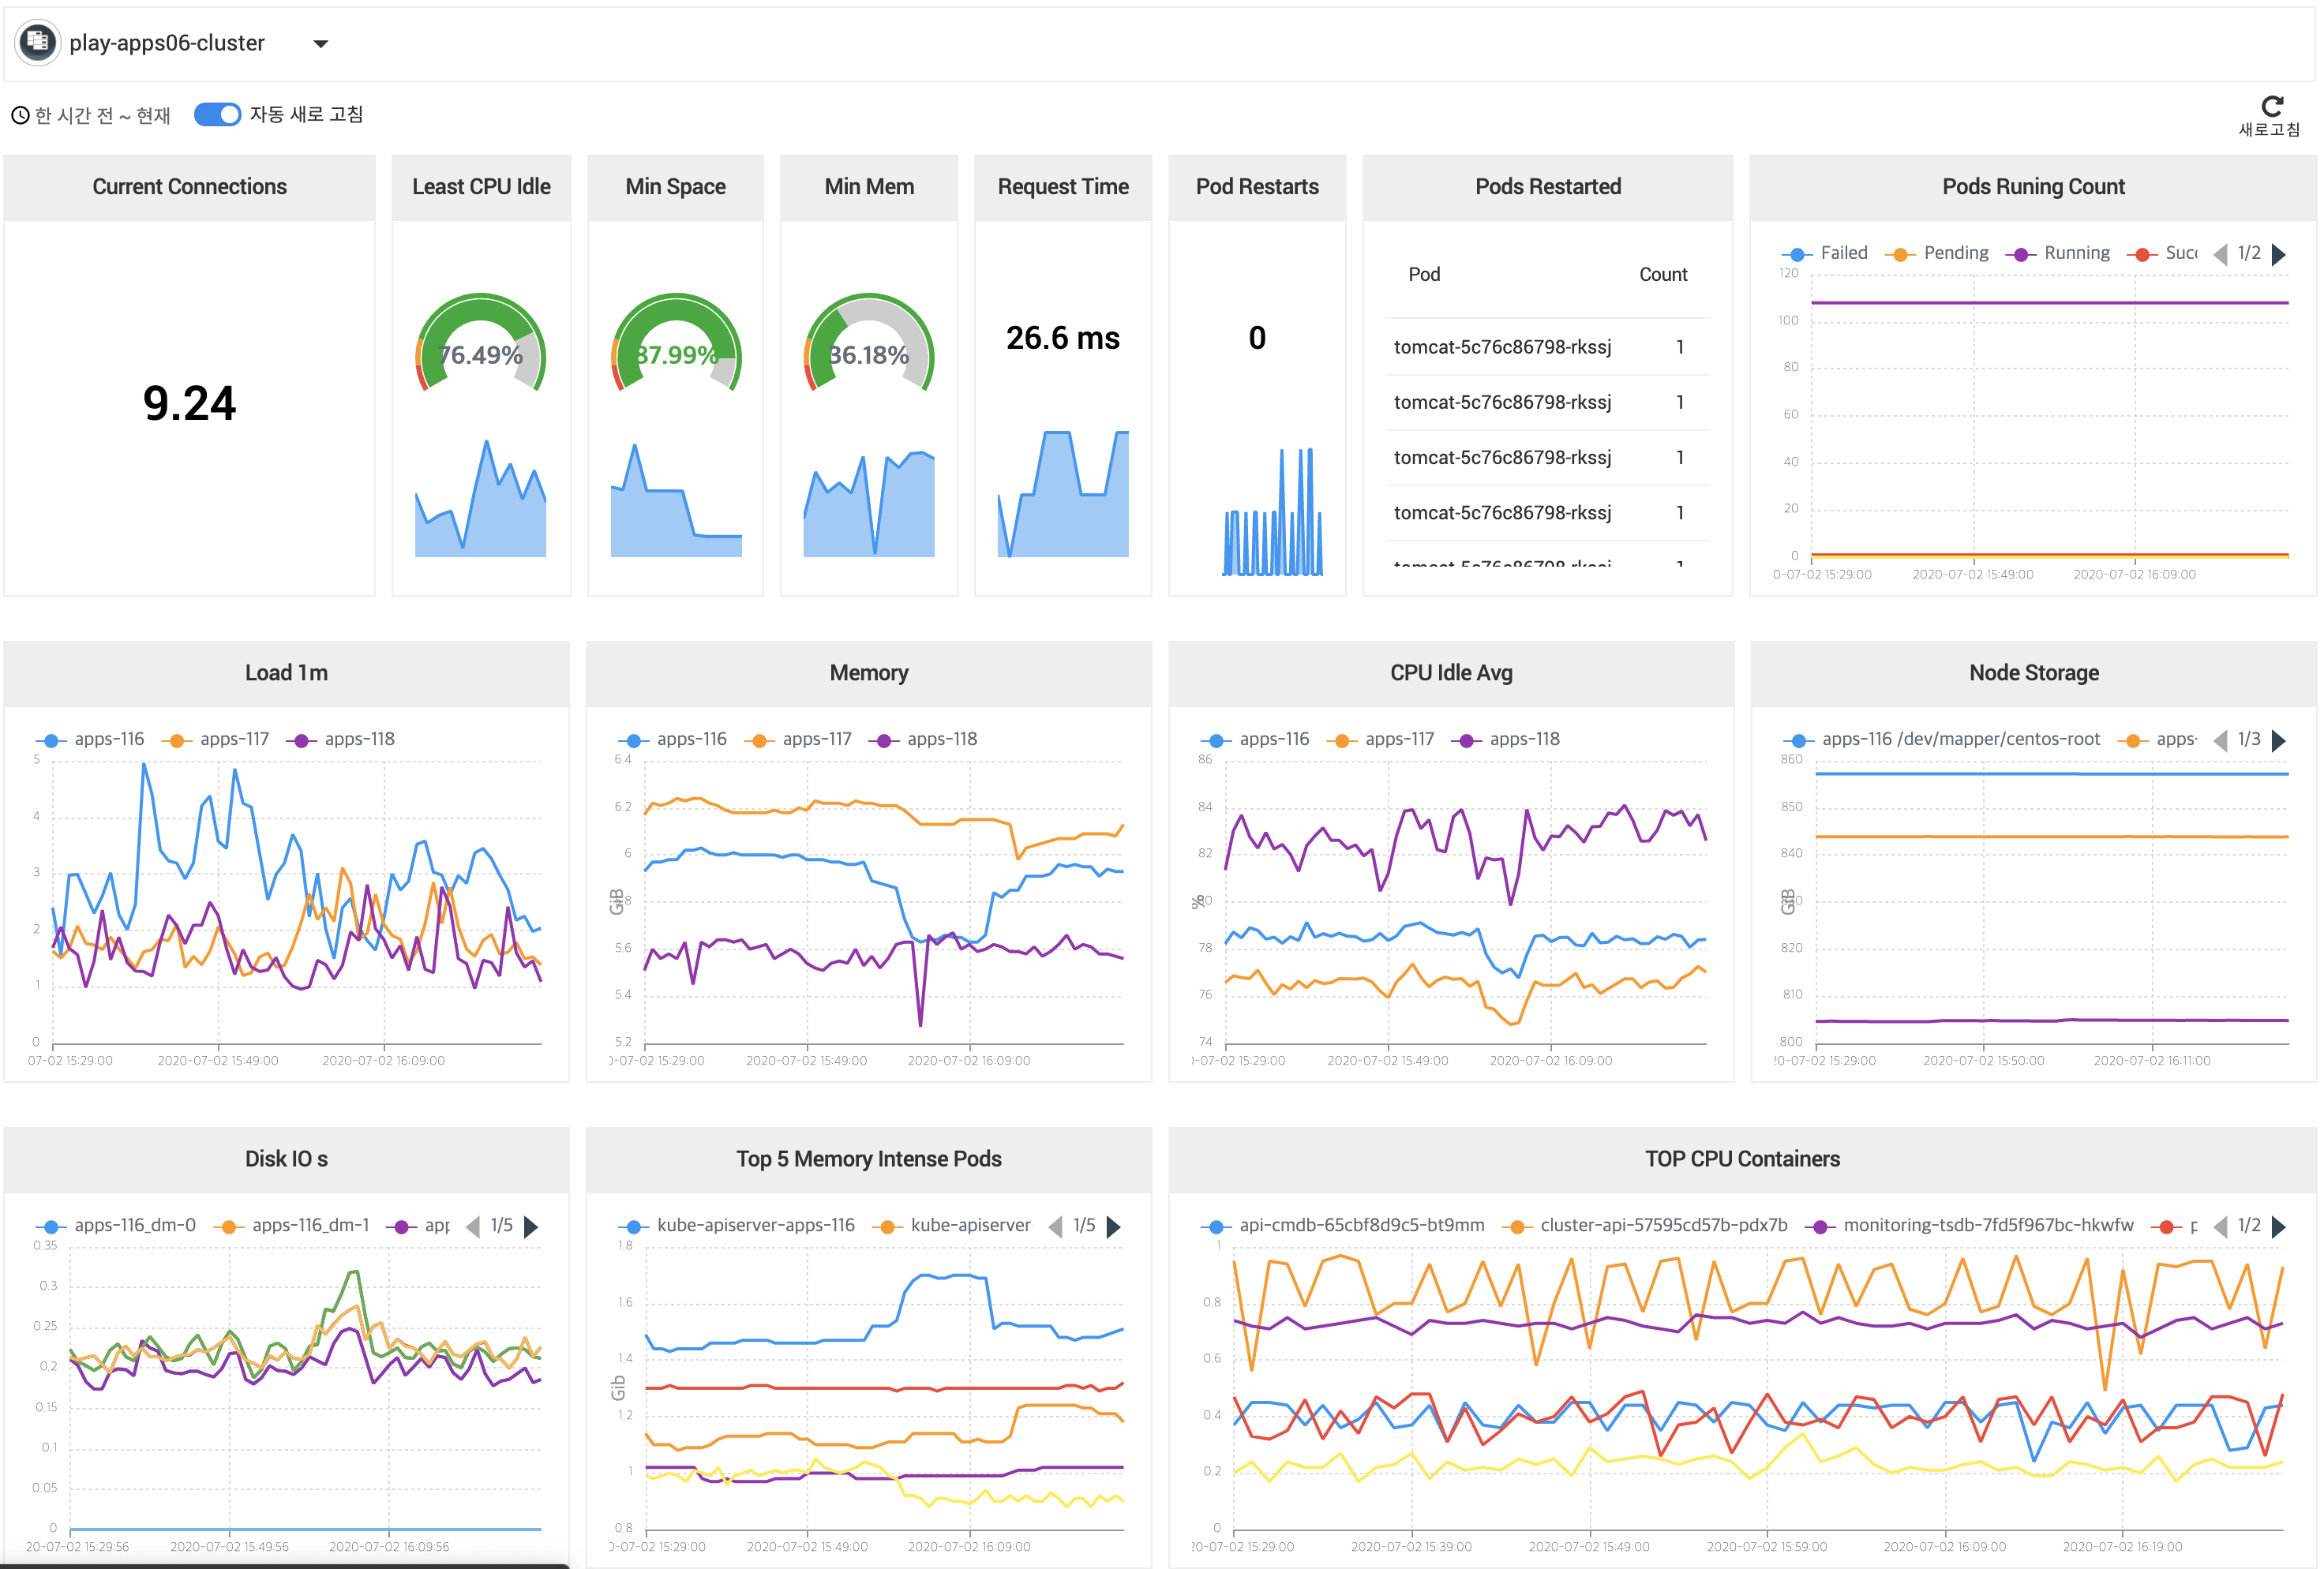 play-apps06-cluster
한 시간 전 ~ 현재 자동 새로 고침
새로고침
Current Connections
9.24
Least CPU Idle
76.49%
Min Space
87.99%
Min Mem
36.18%
Request Time
26.6 ms
Pod Restarts
0
Pods Restarted
Pod Count
tomcat-5c76c86798-rkssj 1
tomcat-5c76c86798-rkssj 1
tomcat-5c76c86798-rkssj 1
tomcat-5c76c86798-rkssj 1
tomcat-5c76c86798-rkssj 1
Pods Runing Count
Failed Pending Running Succ 1/2
120
100
80
60
40
20
0
0-07-02 15:29:00 2020-07-02 15:49:00 2020-07-02 16:09:00
Load 1m
apps-116 apps-117 apps-118
5
4
3
2
1
0
07-02 15:29:00 2020-07-02 15:49:00 2020-07-02 16:09:00
Memory
apps-116 apps-117 apps-118
6.4
6.2
6
5.8
5.6
5.4
5.2
GiB
0-07-02 15:29:00 2020-07-02 15:49:00 2020-07-02 16:09:00
CPU Idle Avg
apps-116 apps-117 apps-118
86
84
82
80
78
76
74
%
0-07-02 15:29:00 2020-07-02 15:49:00 2020-07-02 16:09:00
Node Storage
apps-116 /dev/mapper/centos-root apps- 1/3
860
850
840
830
820
810
800
GiB
20-07-02 15:29:00 2020-07-02 15:50:00 2020-07-02 16:11:00
Disk IO s
apps-116_dm-0 apps-116_dm-1 app 1/5
0.35
0.3
0.25
0.2
0.15
0.1
0.05
0
20-07-02 15:29:56 2020-07-02 15:49:56 2020-07-02 16:09:56
Top 5 Memory Intense Pods
kube-apiserver-apps-116 kube-apiserver 1/5
1.8
1.6
1.4
1.2
1
0.8
Gib
0-07-02 15:29:00 2020-07-02 15:49:00 2020-07-02 16:09:00
TOP CPU Containers
api-cmdb-65cbf8d9c5-bt9mm cluster-api-57595cd57b-pdx7b monitoring-tsdb-7fd5f967bc-hkwfw p 1/2
1
0.8
0.6
0.4
0.2
0
20-07-02 15:29:00 2020-07-02 15:39:00 2020-07-02 15:49:00 2020-07-02 15:59:00 2020-07-02 16:09:00 2020-07-02 16:19:00